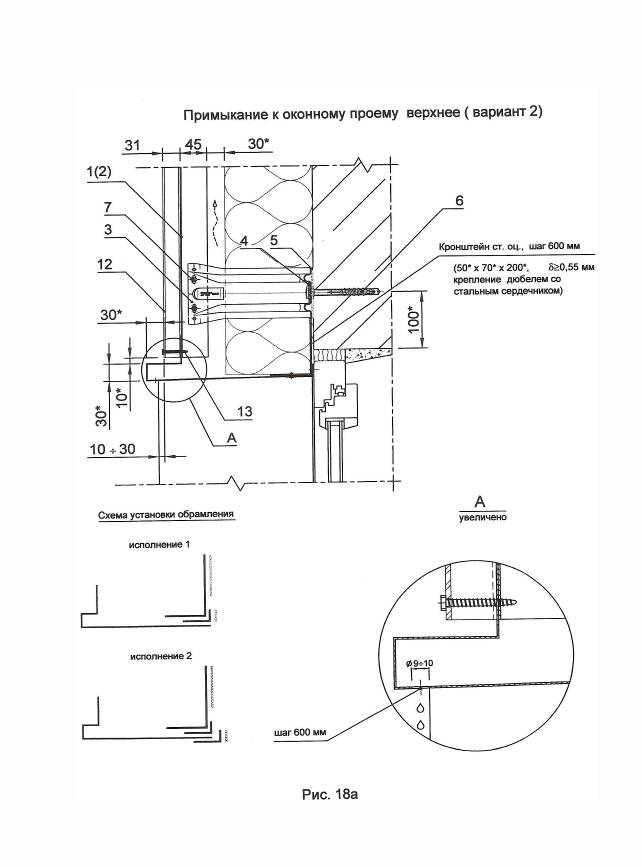 Примыкание к оконному проему верхнее ( вариант 2)
31 45 30*
1(2)
7
3
12
30*
4 5
6
Кронштейн ст. оц., шаг 600 мм
(50* х 70* х 200*, δ≥0,55 мм
крепление дюбелем со
стальным сердечником)
100*
10*
30*
13
А
10 ÷ 30
Схема установки обрамления
А
увеличено
исполнение 1
исполнение 2
ø9÷10
шаг 600 мм
Рис. 18а